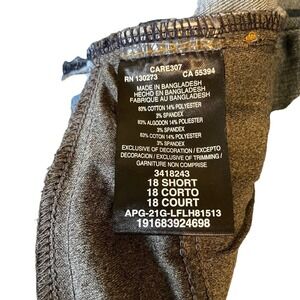 CARE307
RN 130273 CA 55394
MADE IN BANGLADESH
HECHO EN BANGLADESH
FABRIQUE AU BANGLADESH
83% COTTON 14% POLYESTER
3% SPANDEX
83% ALGODON 14% POLYESTER
3% SPANDEX
83% COTON 14% POLYESTER
3% SPANDEX
EXCLUSIVE OF DECORATION / EXCEPTO
DECORACION / EXCLUSIVE OF TRIMMING /
GARNITURE NON COMPRISE
3418243
18 SHORT
18 CORTO
18 COURT
APG-21G-LFLH81513
191683924698